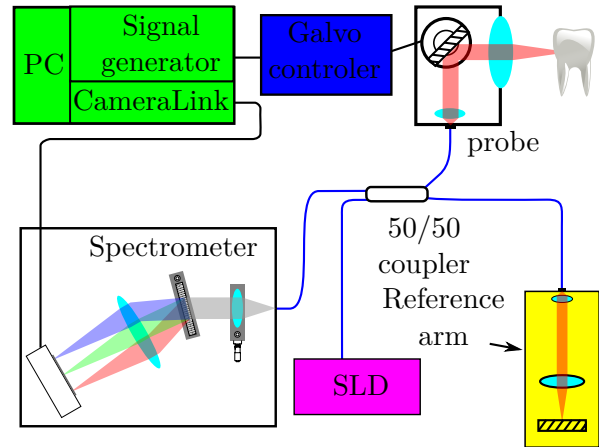 PC
Signal
generator
CameraLink
Galvo
controler
probe
50/50
coupler
Spectrometer
Reference
arm
SLD